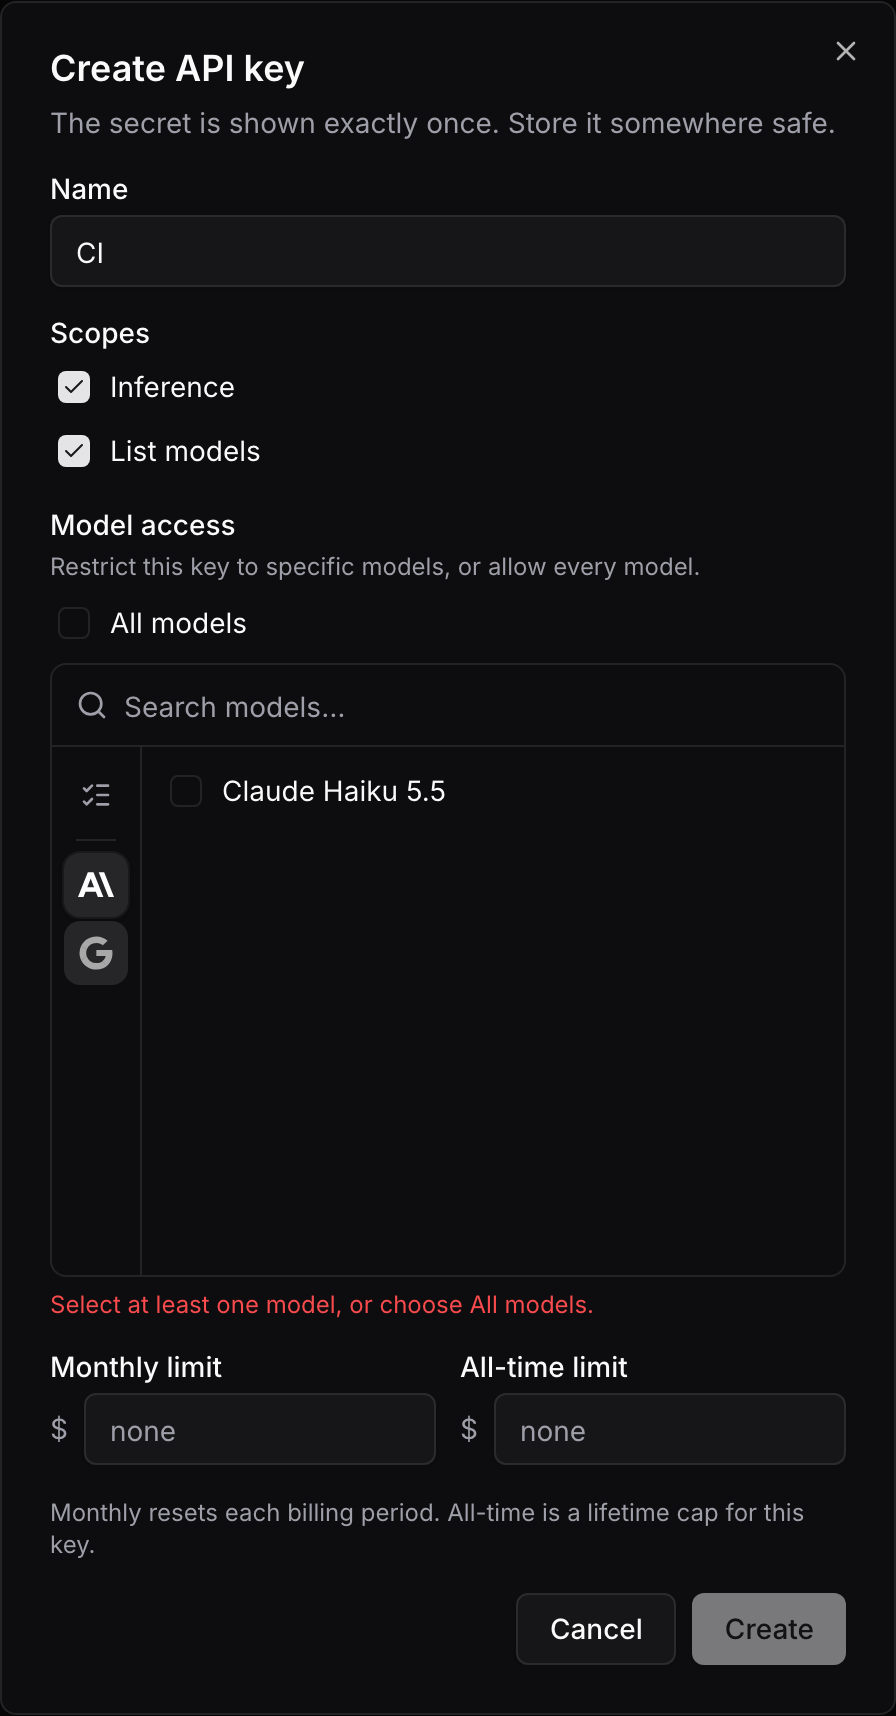 Create API key
The secret is shown exactly once. Store it somewhere safe.
Name
CI
Scopes
Inference
List models
Model access
Restrict this key to specific models, or allow every model.
All models
Search models...
Claude Haiku 5.5
Select at least one model, or choose All models.
Monthly limit
All-time limit
$ none
$ none
Monthly resets each billing period. All-time is a lifetime cap for this
key.
Cancel
Create